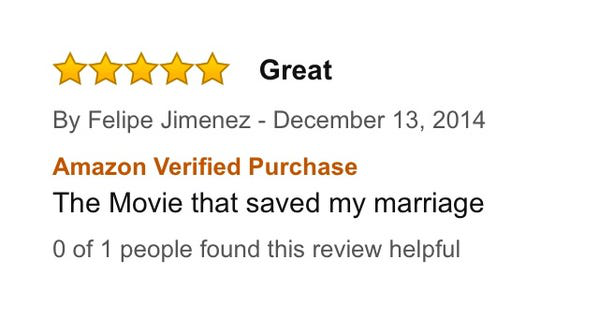 Great
By Felipe Jimenez - December 13, 2014
Amazon Verified Purchase
The Movie that saved my marriage
0 of 1 people found this review helpful